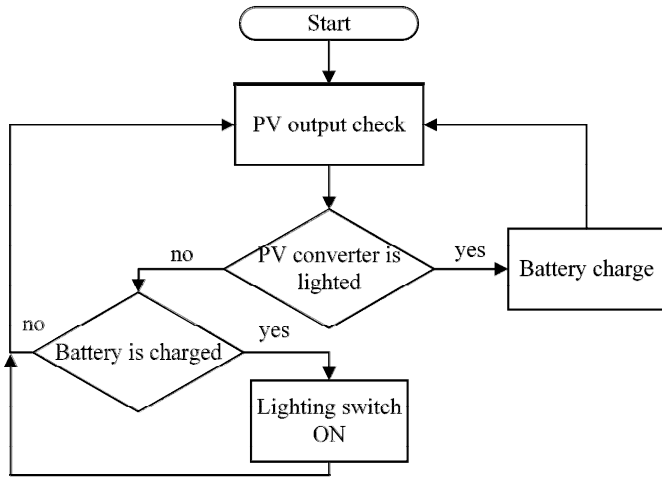 Start
PV output check
PV converter is
lighted
no
yes
Battery charge
no
Battery is charged
yes
Lighting switch
ON